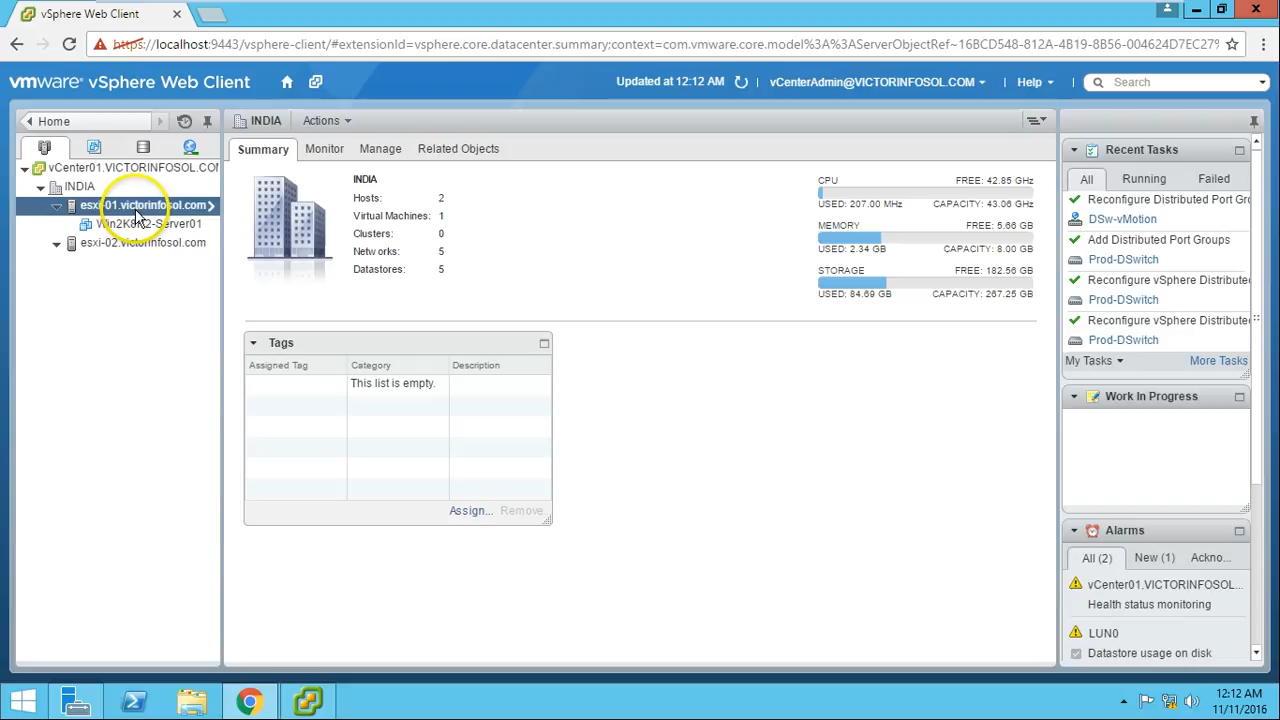 vSphere Web Client
https://localhost:9443/vsphere-client/#extensionId=vsphere.core.datacenter.summary;context=com.vmware.model%3A%3AServerObjectRef~16BCD548-812A-4B19-8B56-004624D7EC27%
vmware® vSphere Web Client
Updated at 12:12 AM
vCenterAdmin@VICTORINFOSOL.COM
Help
Search
Home
vCenter01.VICTORINFOSOL.COM
INDIA
esxi-01.victorinfosol.com
Win2K8R2-Server01
esxi-02.victorinfosol.com
INDIA
Actions
Summary
Monitor
Manage
Related Objects
INDIA
Hosts: 2
Virtual Machines: 1
Clusters: 0
Networks: 5
Datastores: 5
CPU FREE: 42.85 GHz
USED: 207.00 MHz CAPACITY: 43.06 GHz
MEMORY FREE: 5.66 GB
USED: 2.34 GB CAPACITY: 8.00 GB
STORAGE FREE: 182.56 GB
USED: 84.69 GB CAPACITY: 267.25 GB
Tags
Assigned Tag Category Description
This list is empty.
Assign... Remove
Recent Tasks
All Running Failed
Reconfigure Distributed Port Gro
DSw-vMotion
Add Distributed Port Groups
Prod-DSwitch
Reconfigure vSphere Distributed
Prod-DSwitch
Reconfigure vSphere Distributed
Prod-DSwitch
My Tasks More Tasks
Work In Progress
Alarms
All (2) New (1) Ackno...
vCenter01.VICTORINFOSOL...
Health status monitoring
LUN0
Datastore usage on disk
12:12 AM
11/11/2016